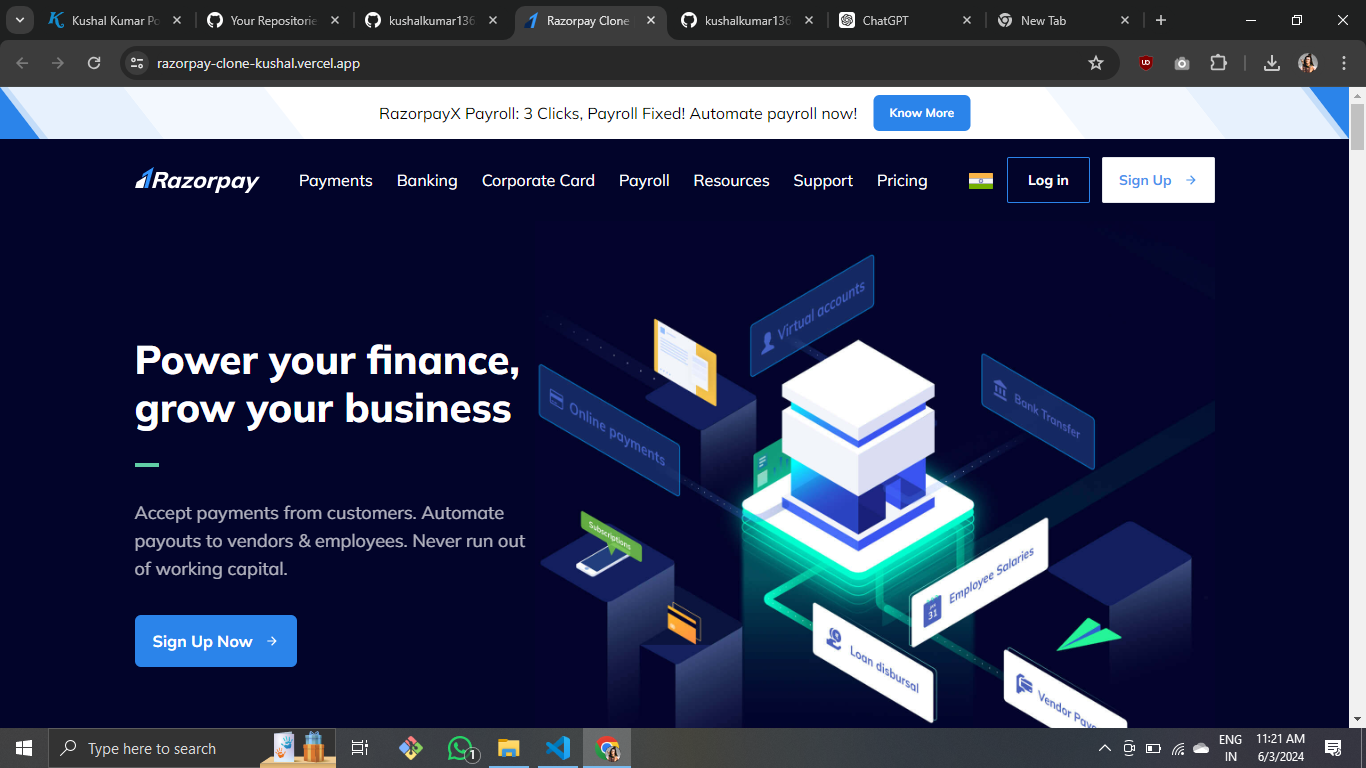 Kushal Kumar Po
Your Repositorie
kushalkumar136
Razorpay Clone
kushalkumar136
ChatGPT
New Tab
razorpay-clone-kushal.vercel.app
RazorpayX Payroll: 3 Clicks, Payroll Fixed! Automate payroll now!
Know More
Razorpay
Payments
Banking
Corporate Card
Payroll
Resources
Support
Pricing
Log in
Sign Up
Power your finance,
grow your business
Accept payments from customers. Automate
payouts to vendors & employees. Never run out
of working capital.
Sign Up Now
Virtual accounts
Online payments
Bank Transfer
Subscriptions
Employee Salaries
31
Loan disbursal
Vendor Pay
Type here to search
1
ENG
IN
11:21 AM
6/3/2024